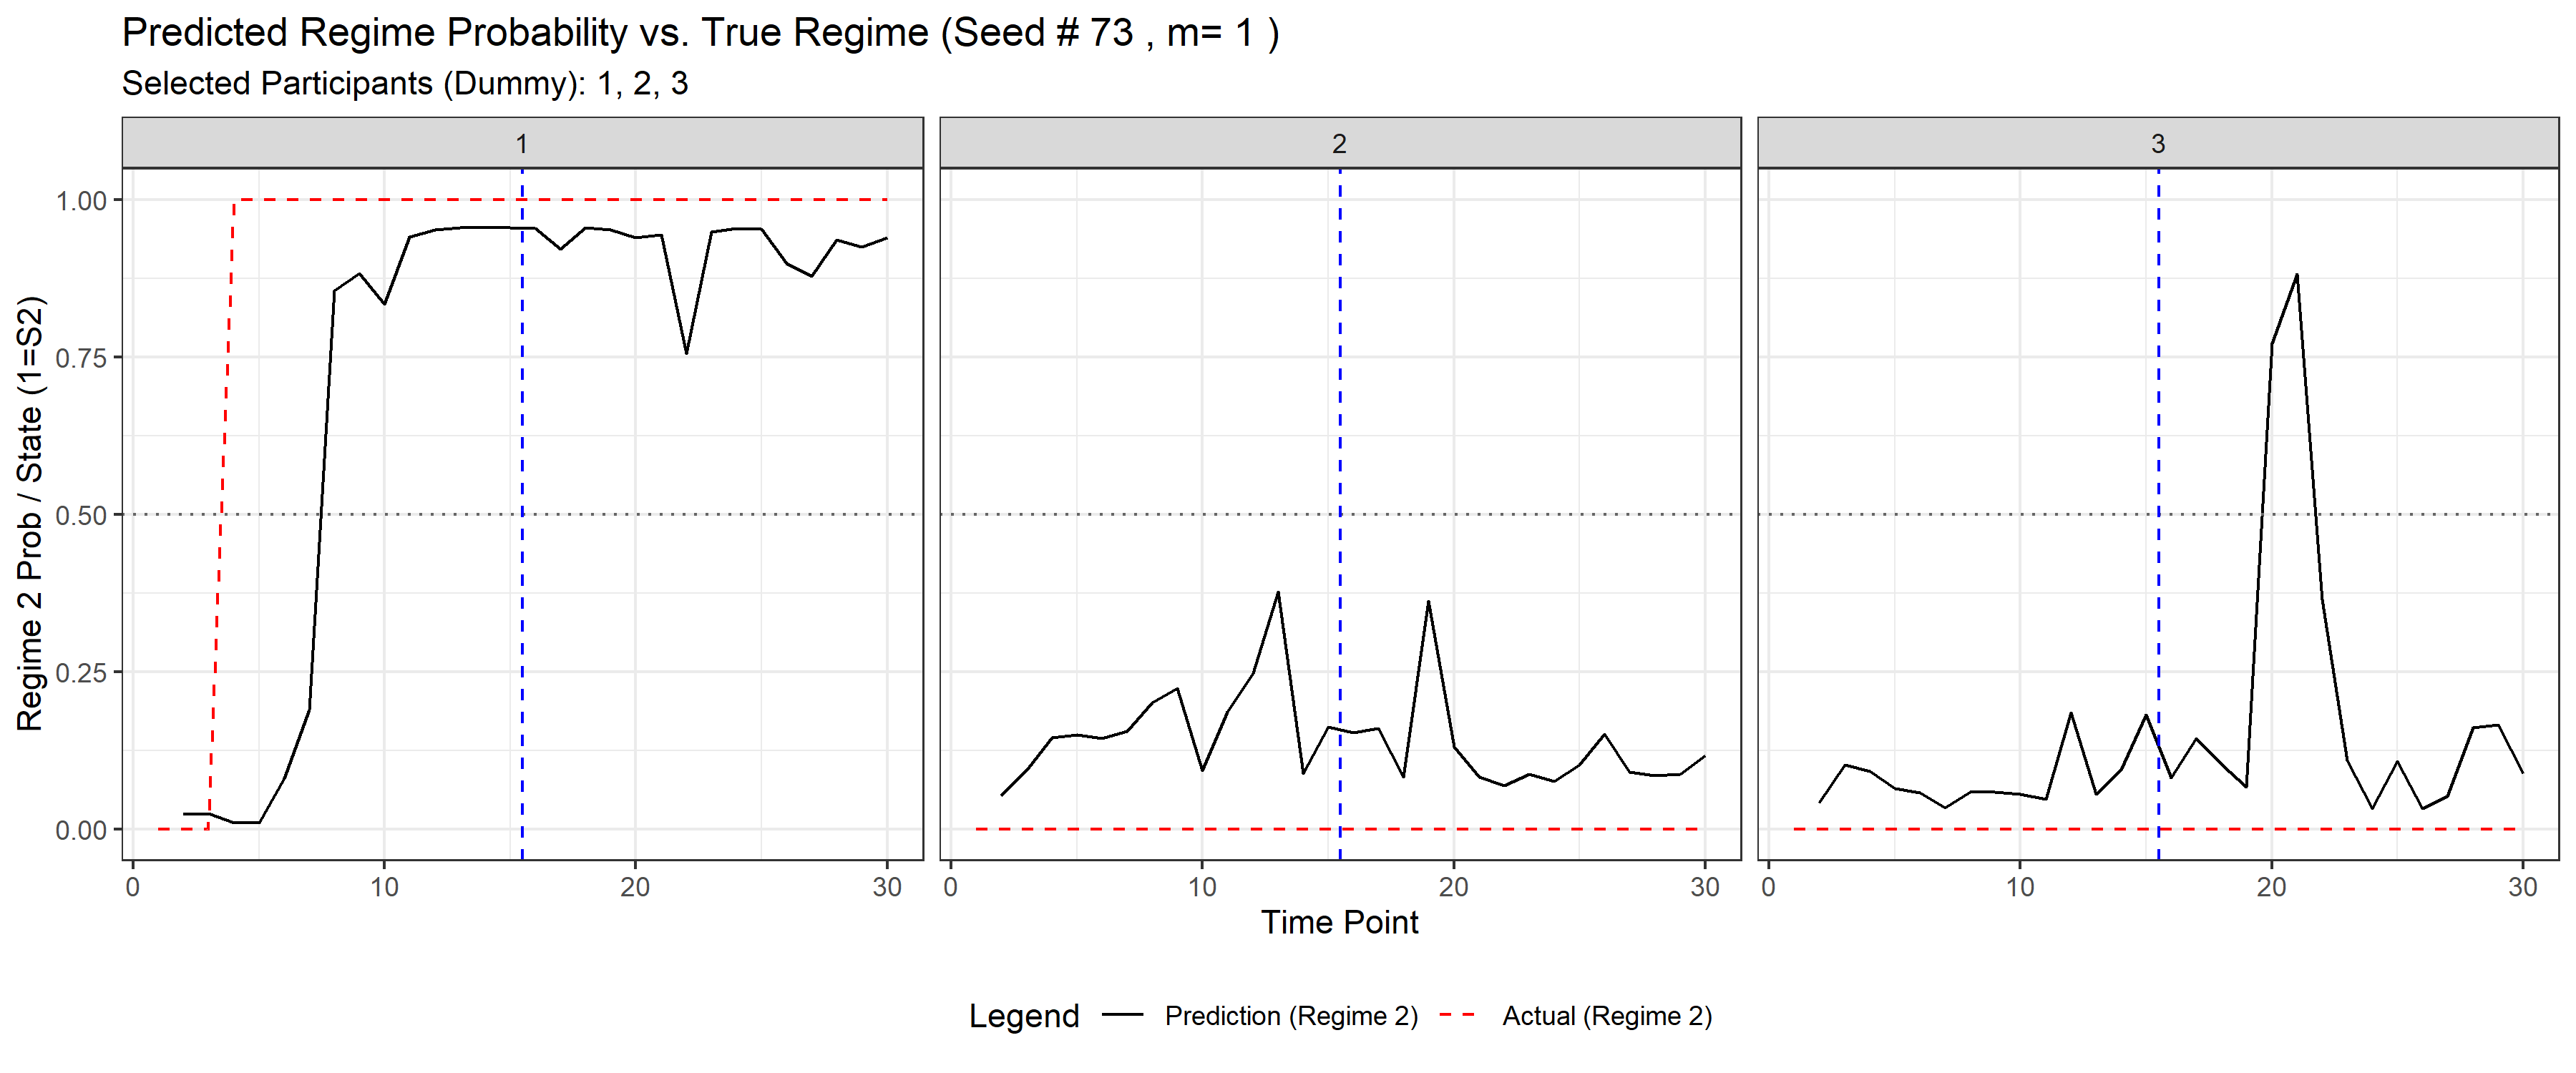 Predicted Regime Probability vs. True Regime (Seed # 73 , m= 1 )
Selected Participants (Dummy): 1, 2, 3
1 2 3
Regime 2 Prob / State (1=S2)
1.00
0.75
0.50
0.25
0.00
0 10 20 30 0 10 20 30 0 10 20 30
Time Point
Legend Prediction (Regime 2) Actual (Regime 2)